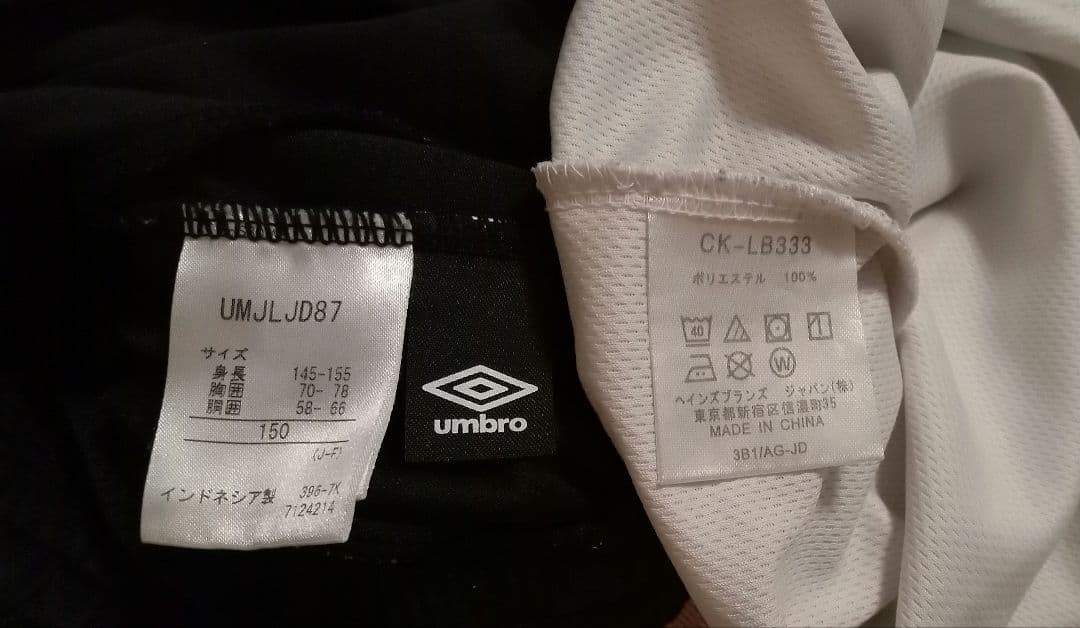 UMJLJD87
サイズ
身長 145-155
胸囲 70- 78
胴囲 58- 66
150
(J-F)
インドネシア製 396-7K
7124214
umbro
CK-LB333
ポリエステル 100%
40
W
ヘインズブランズ ジャパン(株)
東京都新宿区信濃町35
MADE IN CHINA
3B1/AG-JD